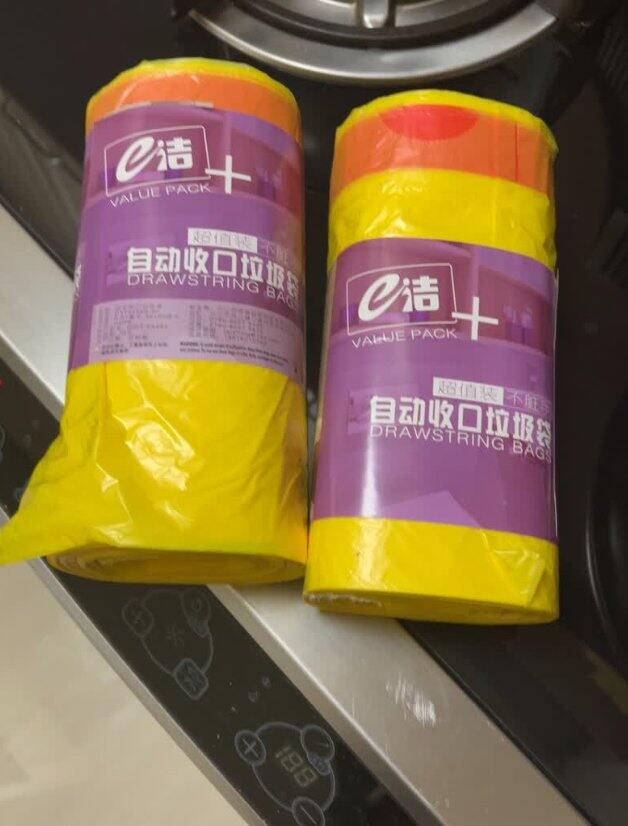 e洁+
VALUE PACK
超值装 不脏
自动收口垃圾袋
DRAWSTRING BAGS
e洁+
VALUE PACK
超值装 不脏手
自动收口垃圾袋
DRAWSTRING BAGS
188